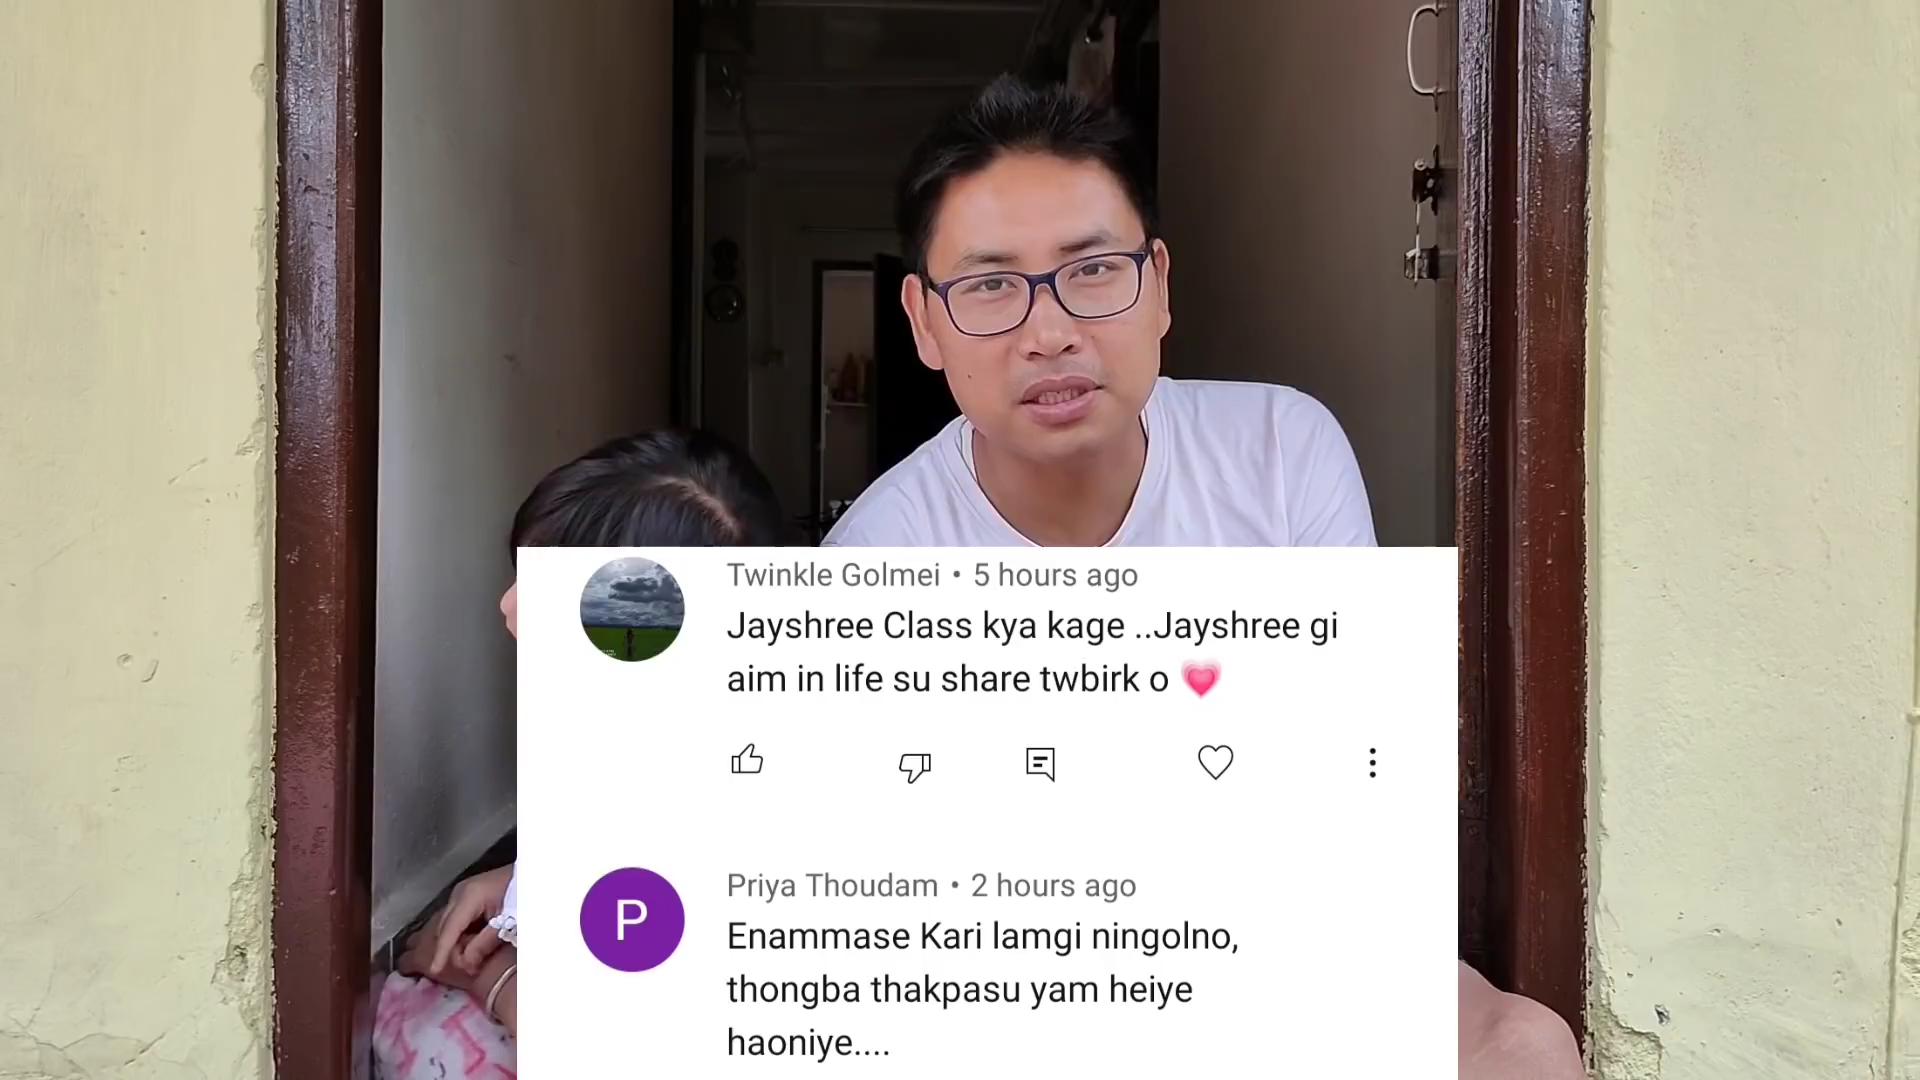 Twinkle Golmei • 5 hours ago
Jayshree Class kya kage ..Jayshree gi
aim in life su share twbirk o 💗
P
Priya Thoudam • 2 hours ago
Enammase Kari lamgi ningolno,
thongba thakpasu yam heiye
haoniye....